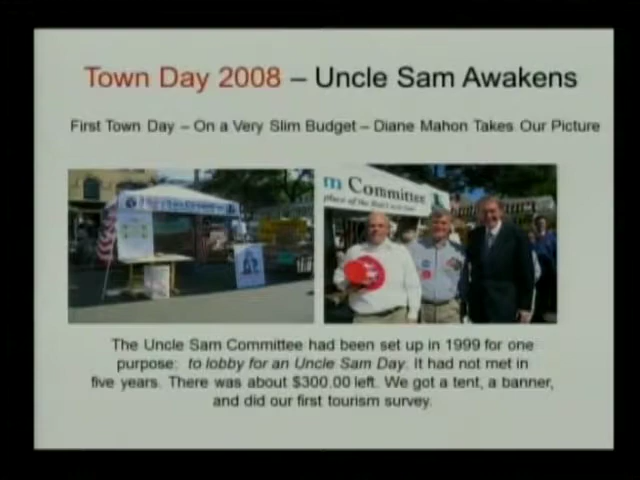 Town Day 2008 – Uncle Sam Awakens
First Town Day – On a Very Slim Budget – Diane Mahon Takes Our Picture
m Committee
place of the
The Uncle Sam Committee had been set up in 1999 for one
purpose: to lobby for an Uncle Sam Day. It had not met in
five years. There was about $300.00 left. We got a tent, a banner,
and did our first tourism survey.